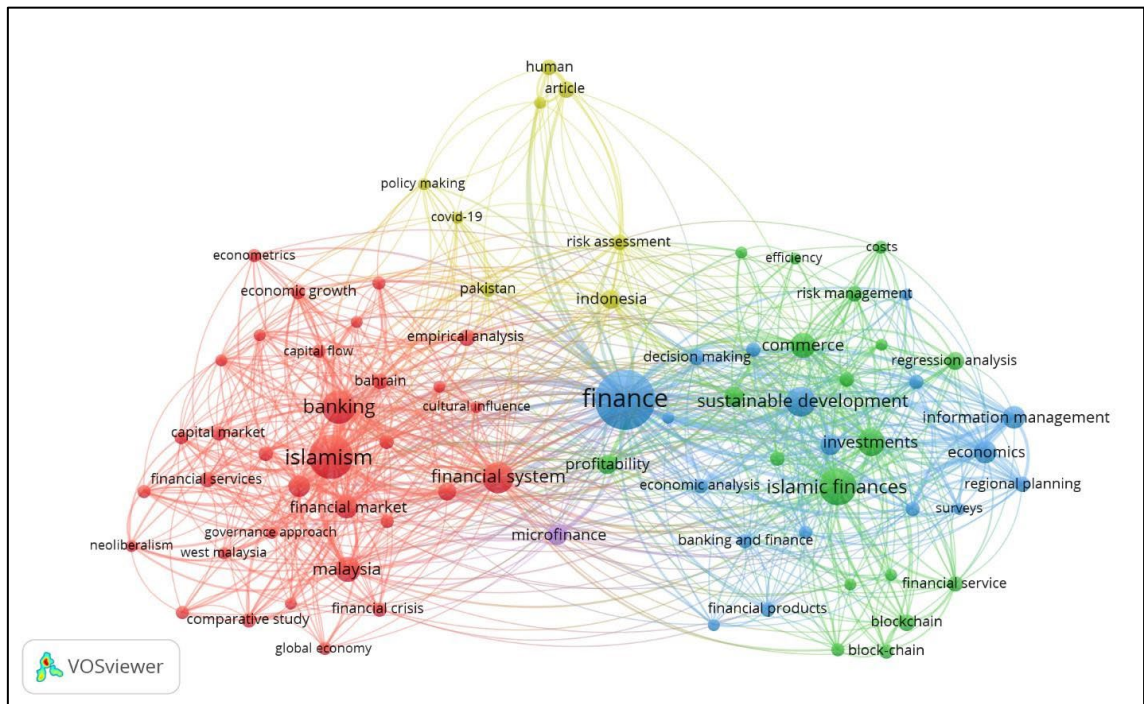 human
article
policy making
covid-19
risk assessment
econometrics
costs
efficiency
economic growth
pakistan
indonesia
risk management
empirical analysis
capital flow
commerce
decision making
regression analysis
bahrain
finance
banking
cultural influence
sustainable development
information management
capital market
investments
islamism
economics
profitability
financial system
economic analysis
islamic finances
regional planning
financial services
financial market
surveys
governance approach
microfinance
banking and finance
neoliberalism
west malaysia
malaysia
financial service
financial crisis
financial products
comparative study
blockchain
global economy
block-chain
VOSviewer